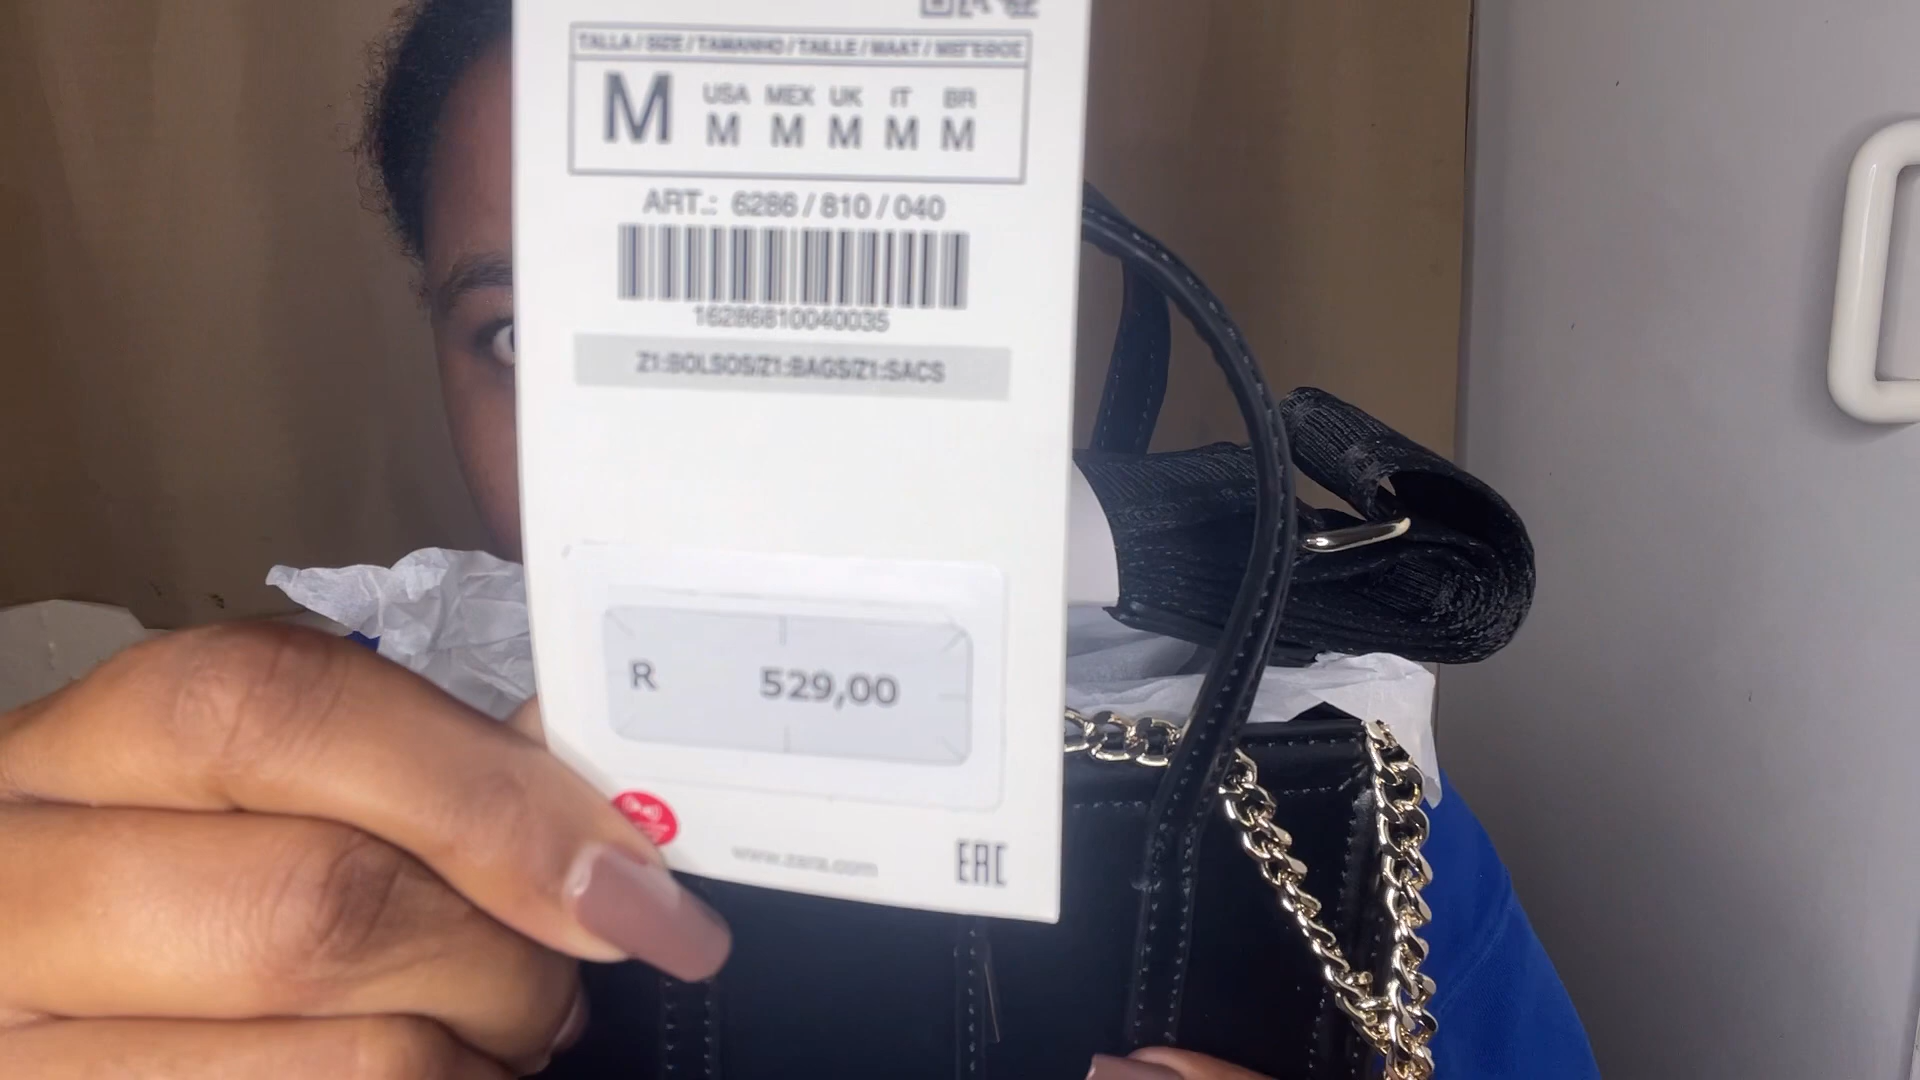 TALLA / SIZE / TAMANHO / TAILLE / MAAT / ΜΕΓΕΘΟΣ
M
USA MEX UK IT BR
M M M M M
ART.: 6286 / 810 / 040
16286810040035
Z1:BOLSOS/Z1:BAGS/Z1:SACS
R 529,00
www.zara.com
EAC